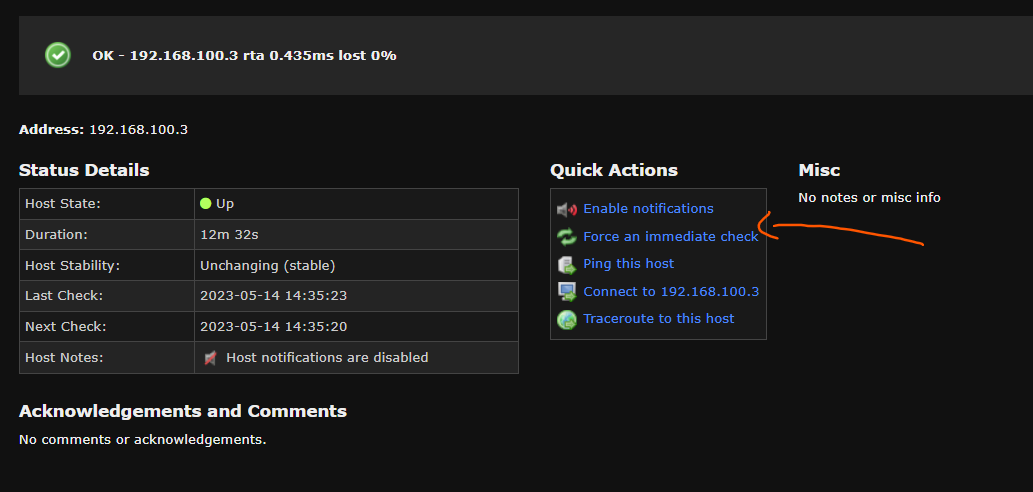 OK - 192.168.100.3 rta 0.435ms lost 0%
Address: 192.168.100.3
Status Details
Host State: Up
Duration: 12m 32s
Host Stability: Unchanging (stable)
Last Check: 2023-05-14 14:35:23
Next Check: 2023-05-14 14:35:20
Host Notes: Host notifications are disabled
Quick Actions
Enable notifications
Force an immediate check
Ping this host
Connect to 192.168.100.3
Traceroute to this host
Misc
No notes or misc info
Acknowledgements and Comments
No comments or acknowledgements.